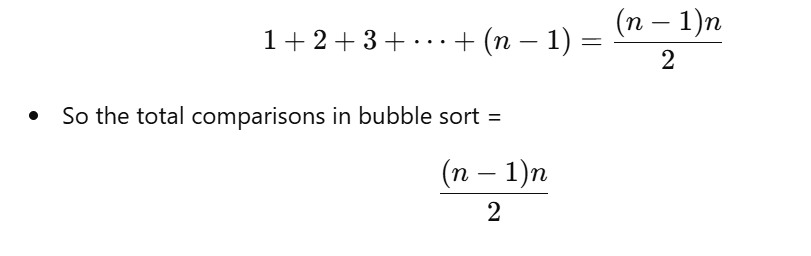 1 + 2 + 3 + ⋯ + (n − 1) = (n − 1)n / 2
• So the total comparisons in bubble sort =
(n − 1)n / 2